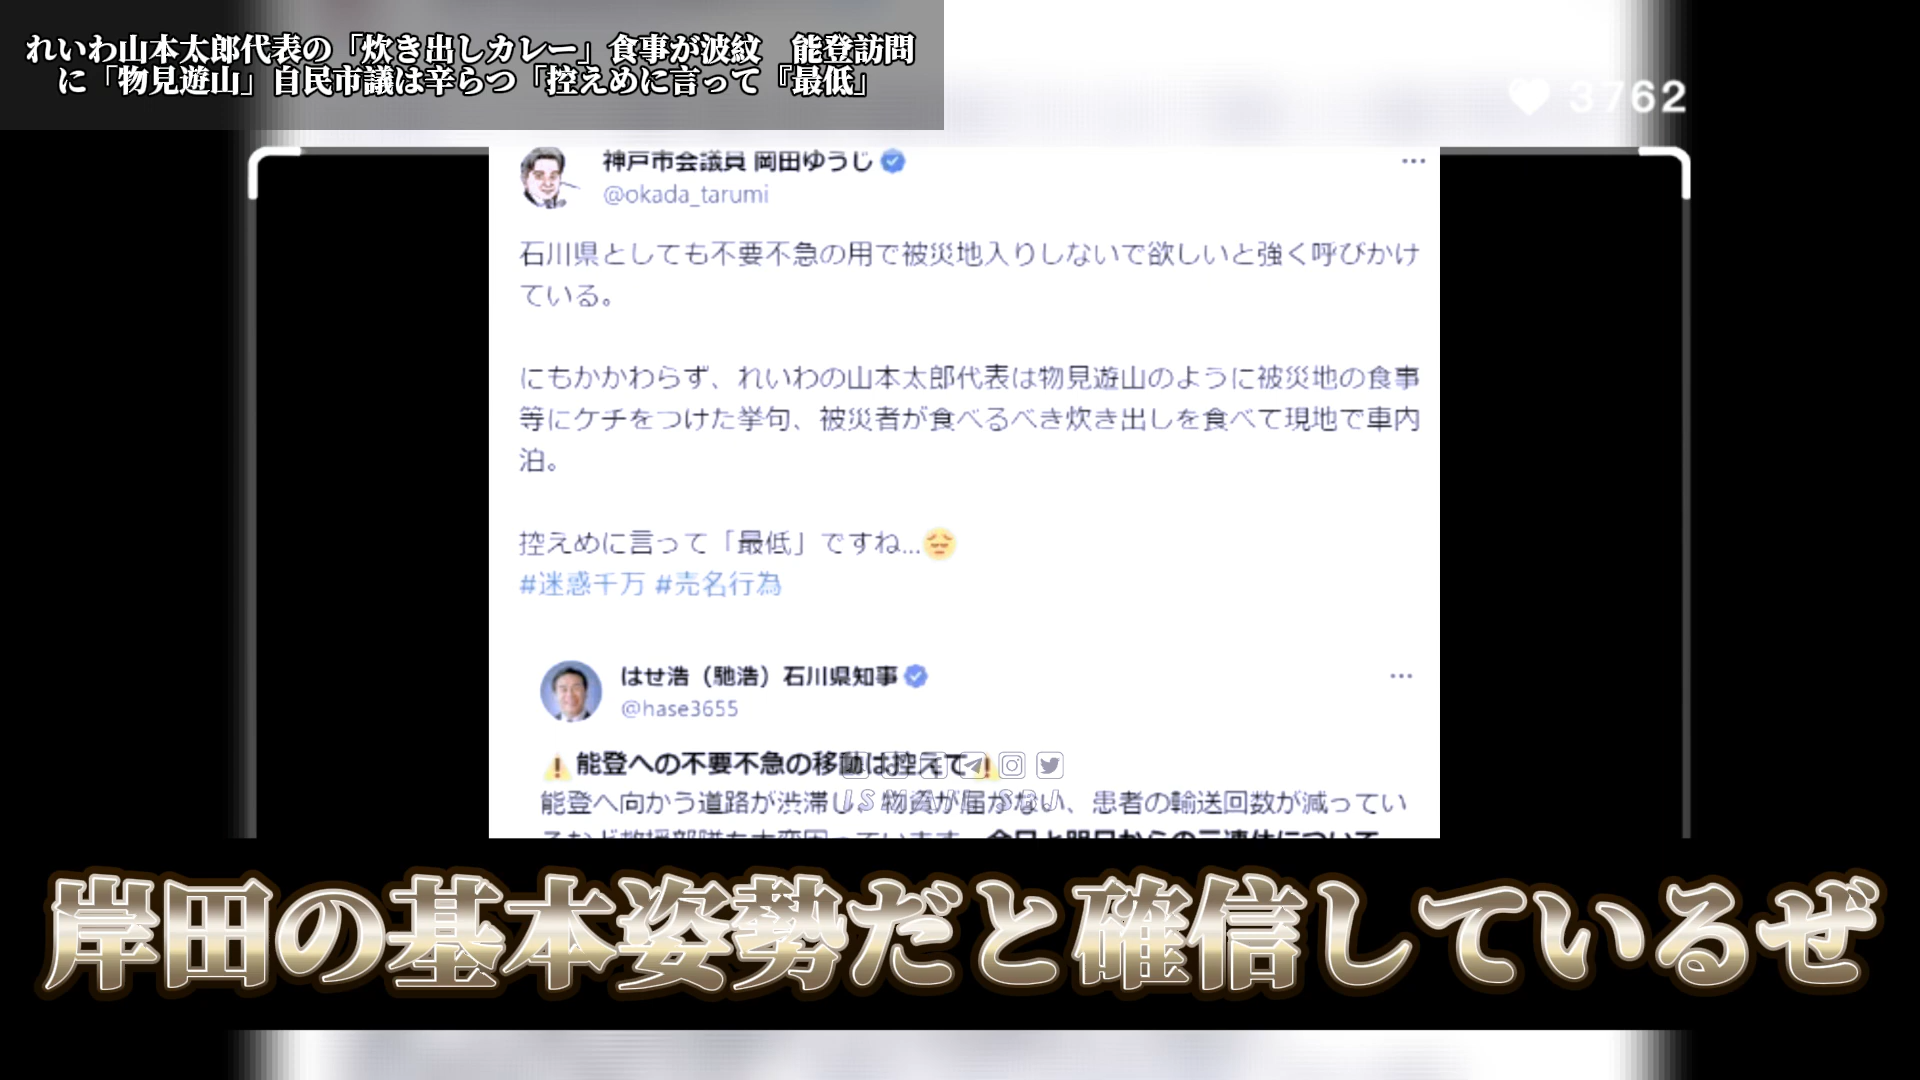 れいわ山本太郎代表の「炊き出しカレー」食事が波紋　能登訪問
に「物見遊山」自民市議は辛らつ「控えめに言って『最低』
3762
神戸市会議員 岡田ゆうじ
@okada_tarumi
石川県としても不要不急の用で被災地入りしないで欲しいと強く呼びかけ
ている。
にもかかわらず、れいわの山本太郎代表は物見遊山のように被災地の食事
等にケチをつけた挙句、被災者が食べるべき炊き出しを食べて現地で車内
泊。
控えめに言って「最低」ですね...😔
#迷惑千万 #売名行為
はせ浩（馳浩）石川県知事
@hase3655
⚠️能登への不要不急の移動は控えて⚠️
能登へ向かう道路が渋滞し、物資が届かない、患者の輸送回数が減ってい
岸田の基本姿勢だと確信しているぜ